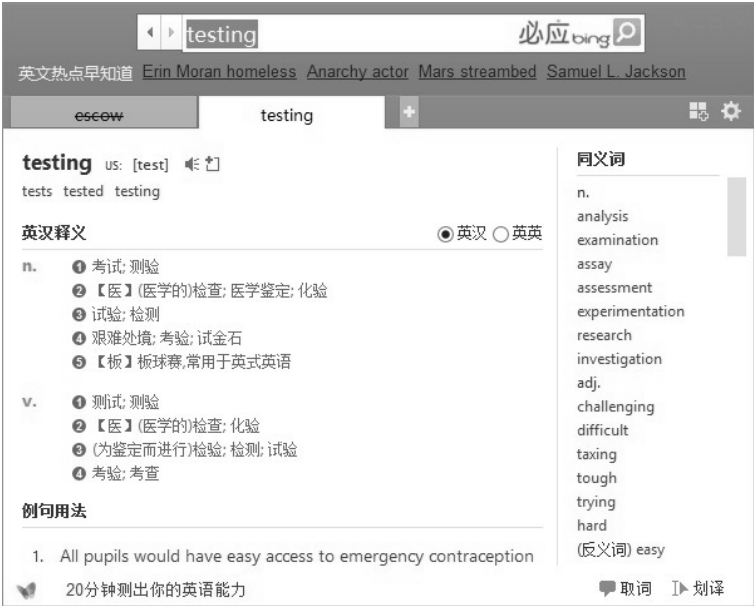 testing 必应 bing
英文热点早知道 Erin Moran homeless Anarchy actor Mars streambed Samuel L. Jackson
escow testing
testing US: [test]
tests tested testing
英汉释义 英汉 英英
n. ❶ 考试; 测验
❷ 【医】(医学的)检查; 医学鉴定; 化验
❸ 试验; 检测
❹ 艰难处境; 考验; 试金石
❺ 【板】板球赛,常用于英式英语
v. ❶ 测试; 测验
❷ 【医】(医学的)检查; 化验
❸ (为鉴定而进行)检验; 检测; 试验
❹ 考验; 考查
例句用法
1. All pupils would have easy access to emergency contraception
同义词
n.
analysis
examination
assay
assessment
experimentation
research
investigation
adj.
challenging
difficult
taxing
tough
trying
hard
(反义词) easy
20分钟测出你的英语能力 取词 划译